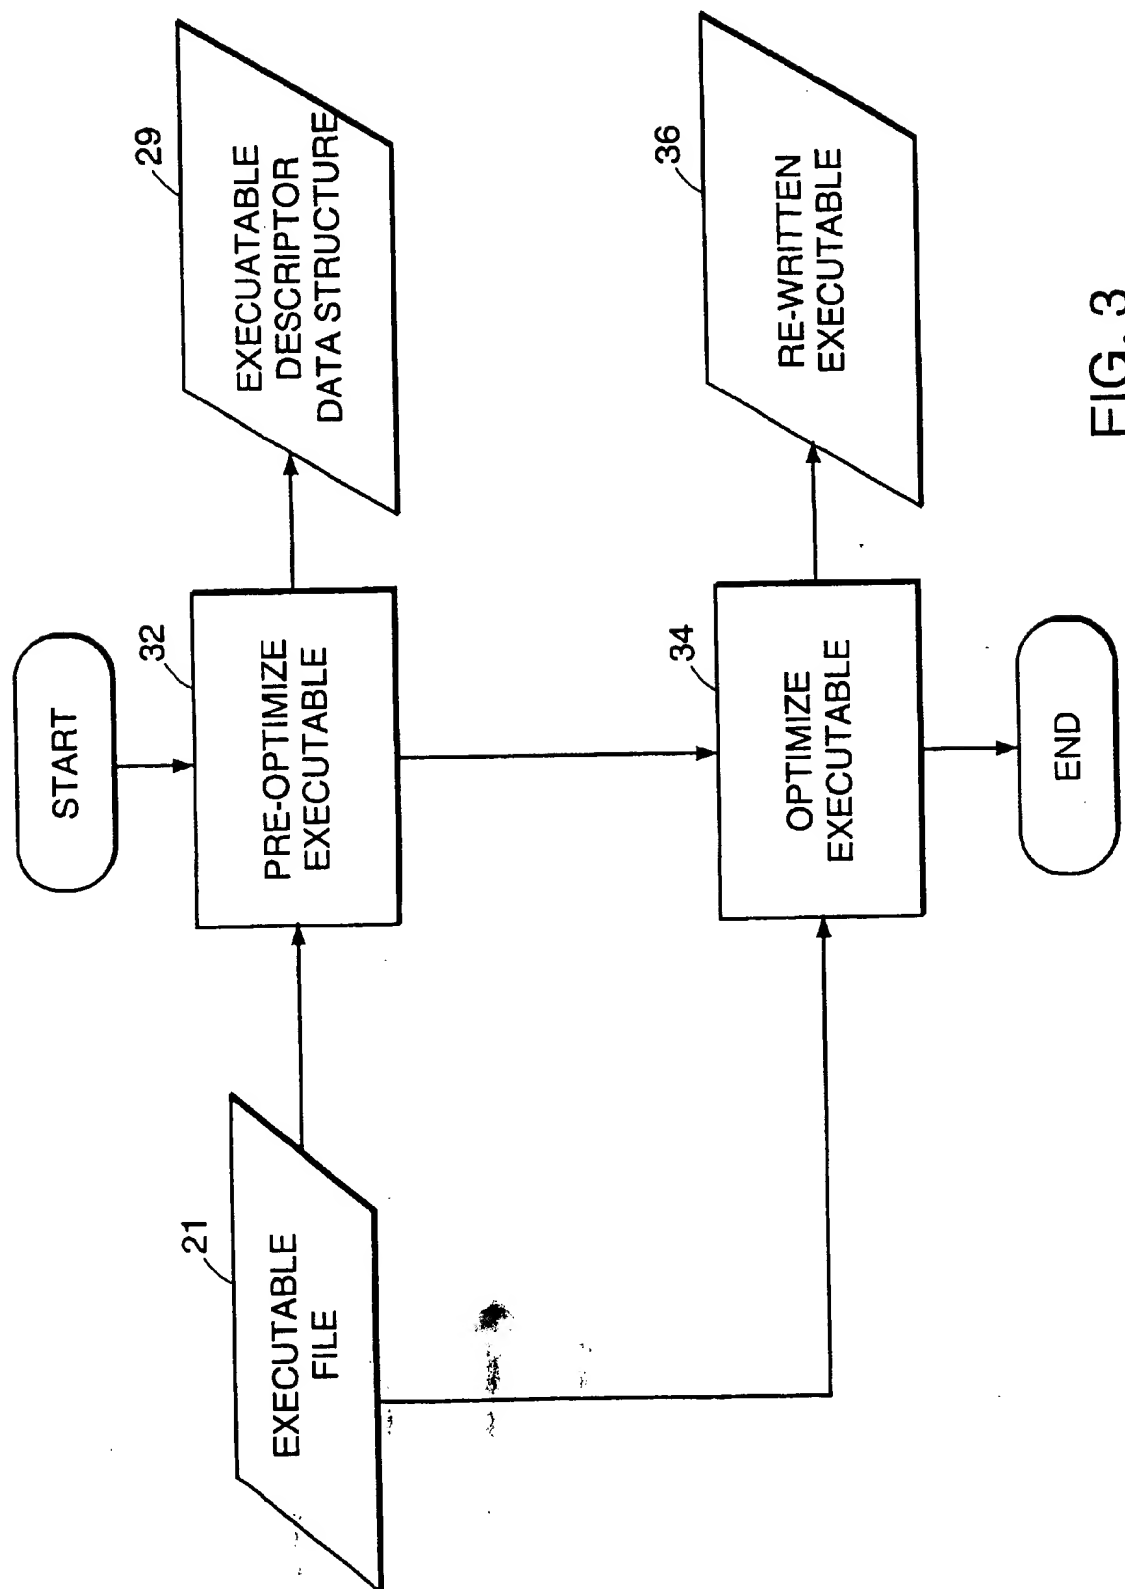 START
21
EXECUTABLE
FILE
32
PRE-OPTIMIZE
EXECUTABLE
29
EXECUATABLE
DESCRIPTOR
DATA STRUCTURE
34
OPTIMIZE
EXECUTABLE
36
RE-WRITTEN
EXECUTABLE
END
FIG. 3